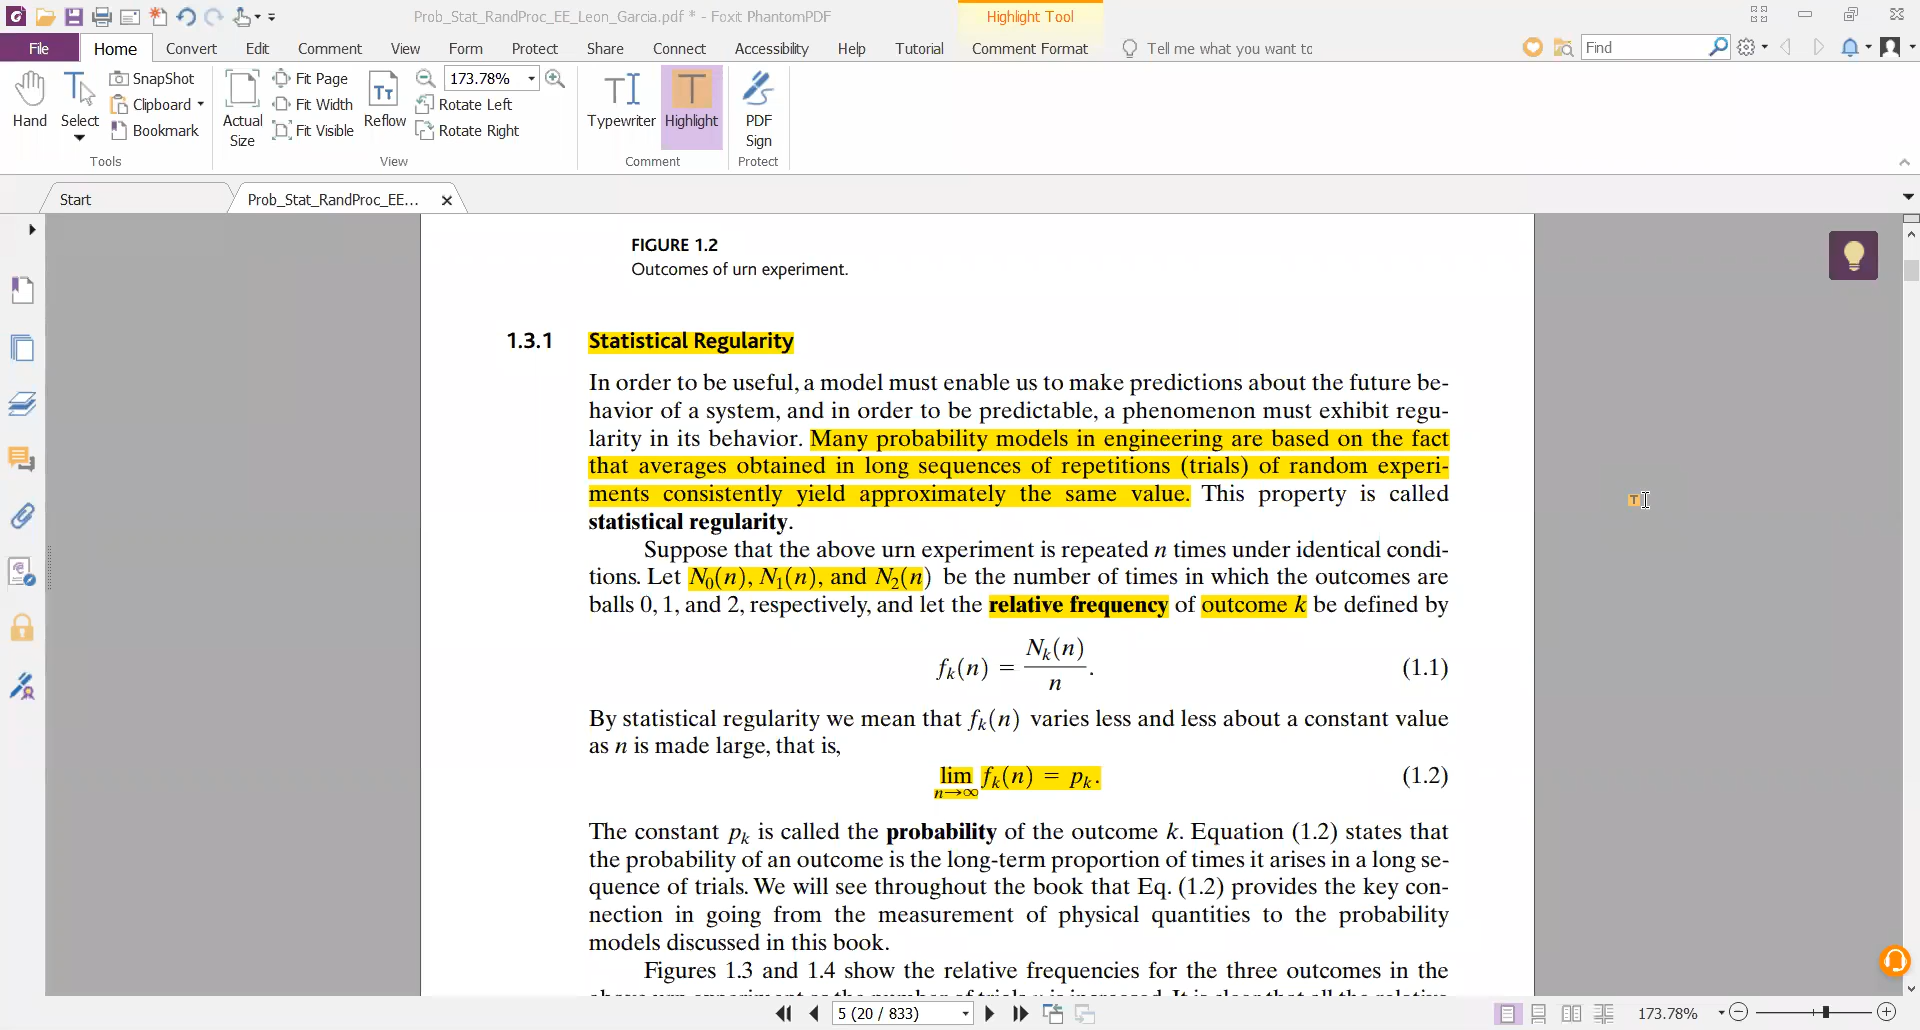 Prob_Stat_RandProc_EE_Leon_Garcia.pdf * - Foxit PhantomPDF
Highlight Tool
File Home Convert Edit Comment View Form Protect Share Connect Accessibility Help Tutorial Comment Format Tell me what you want to Find
Hand
Select
SnapShot
Clipboard
Bookmark
Tools
Actual Size
Fit Page
Fit Width
Fit Visible
Reflow
173.78%
Rotate Left
Rotate Right
View
Typewriter
Highlight
Comment
PDF Sign
Protect
Start
Prob_Stat_RandProc_EE...
FIGURE 1.2
Outcomes of urn experiment.
1.3.1 Statistical Regularity
In order to be useful, a model must enable us to make predictions about the future be-
havior of a system, and in order to be predictable, a phenomenon must exhibit regu-
larity in its behavior. Many probability models in engineering are based on the fact
that averages obtained in long sequences of repetitions (trials) of random experi-
ments consistently yield approximately the same value. This property is called
statistical regularity.
Suppose that the above urn experiment is repeated n times under identical condi-
tions. Let N₀(n), N₁(n), and N₂(n) be the number of times in which the outcomes are
balls 0, 1, and 2, respectively, and let the relative frequency of outcome k be defined by
fₖ(n) = Nₖ(n) / n. (1.1)
By statistical regularity we mean that fₖ(n) varies less and less about a constant value
as n is made large, that is,
lim n→∞ fₖ(n) = pₖ. (1.2)
The constant pₖ is called the probability of the outcome k. Equation (1.2) states that
the probability of an outcome is the long-term proportion of times it arises in a long se-
quence of trials. We will see throughout the book that Eq. (1.2) provides the key con-
nection in going from the measurement of physical quantities to the probability
models discussed in this book.
Figures 1.3 and 1.4 show the relative frequencies for the three outcomes in the
5 (20 / 833)
173.78%